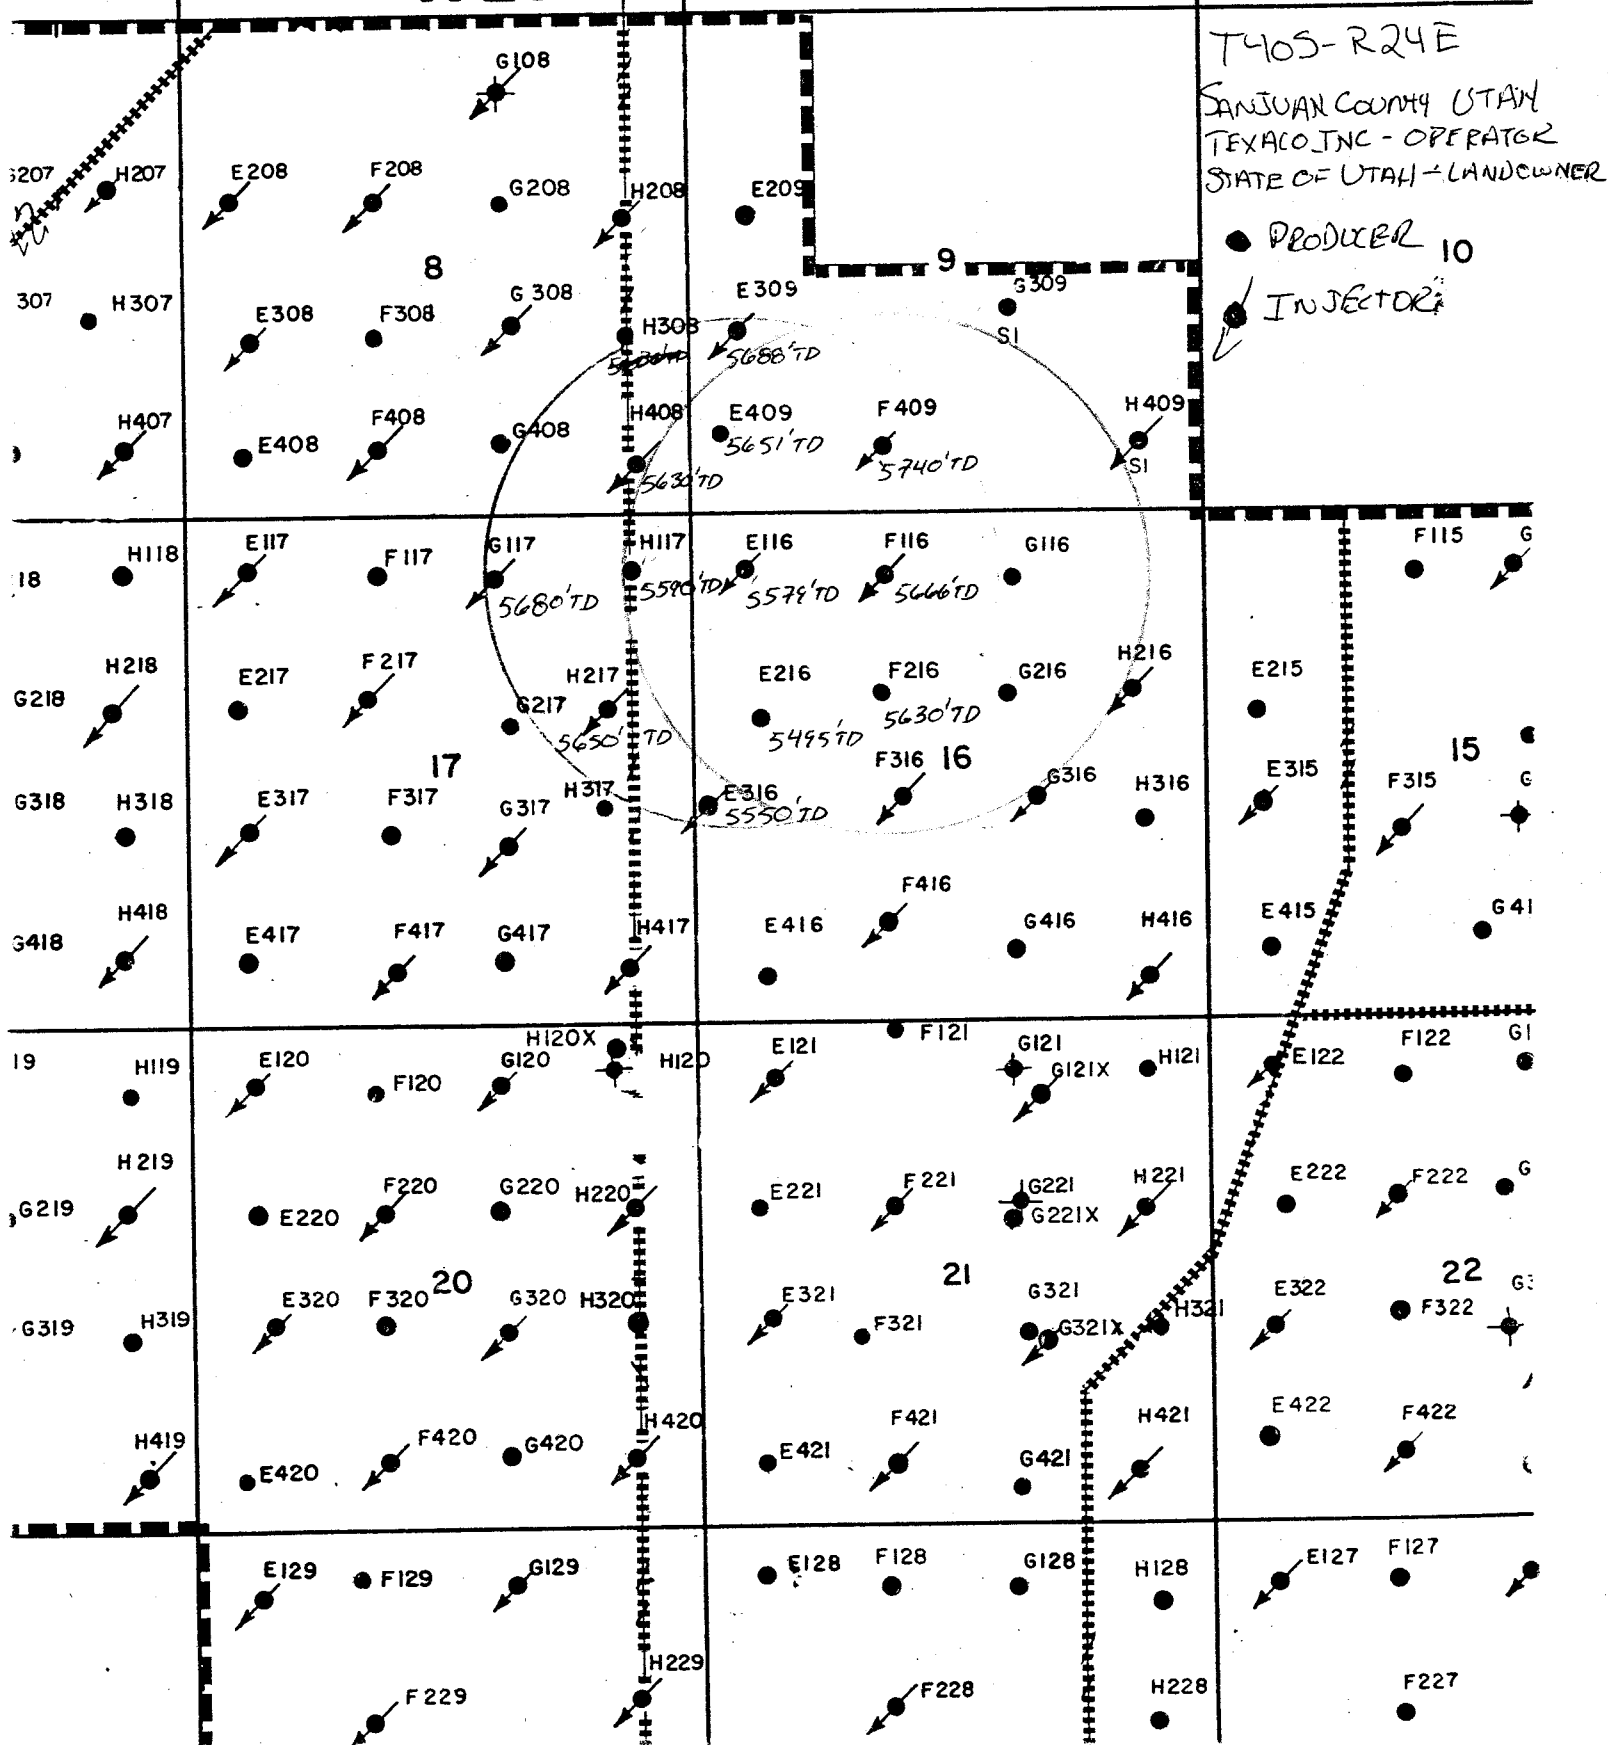 T40S-R24E
SANJUAN COUNTY UTAH
TEXACO INC - OPERATOR
STATE OF UTAH - LANDOWNER
PRODUCER 10
INJECTOR
G108
H207 E208 F208 G208 H208 E209
8 9
307 H307 E308 F308 G308 H308 E309 G309
5688'TD SI
H407 E408 F408 G408 H408 E409 F409 H409
5630'TD 5651'TD 5740'TD SI
18 H118 E117 F117 G117 H117 E116 F116 G116 F115 G
5680'TD 5590'TD 5579'TD 5666'TD
G218 H218 E217 F217 G217 H217 E216 F216 G216 H216 E215
5650'TD 5495'TD 5630'TD
17 16 15
G318 H318 E317 F317 G317 H317 E316 F316 G316 H316 E315 F315 G
5550'TD
G418 H418 E417 F417 G417 H417 E416 F416 G416 H416 E415 G41
19 H119 E120 F120 G120 H120X H120 E121 F121 G121 G121X H121 E122 F122 G1
G219 H219 E220 F220 G220 H220 E221 F221 G221 H221 E222 F222 G
G221X
20 21 22
G319 H319 E320 F320 G320 H320 E321 F321 G321 G321X H321 E322 F322 G3
H419 E420 F420 G420 H420 E421 F421 G421 H421 E422 F422
E129 F129 G129 E128 F128 G128 H128 E127 F127
F229 H229 F228 H228 F227